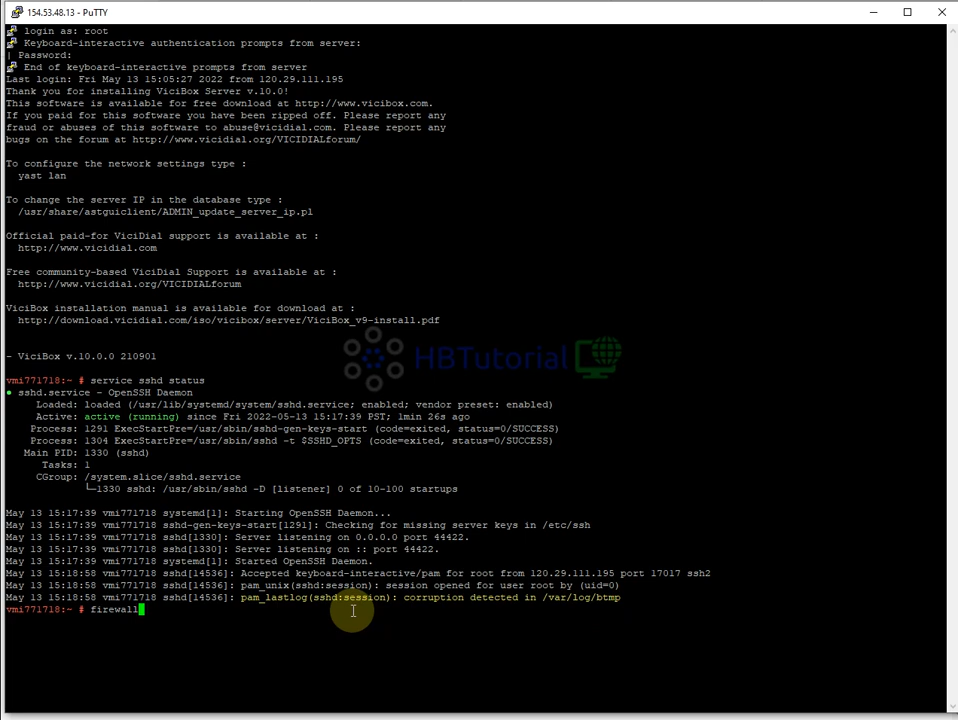 154.53.48.13 - PuTTY
login as: root
Keyboard-interactive authentication prompts from server:
| Password:
End of keyboard-interactive prompts from server
Last login: Fri May 13 15:05:27 2022 from 120.29.111.195
Thank you for installing ViciBox Server v.10.0!
This software is available for free download at http://www.vicibox.com.
If you paid for this software you have been ripped off. Please report any
fraud or abuses of this software to abuse@vicidial.com. Please report any
bugs on the forum at http://www.vicidial.org/VICIDIALforum/
To configure the network settings type :
yast lan
To change the server IP in the database type :
/usr/share/astguiclient/ADMIN_update_server_ip.pl
Official paid-for ViciDial support is available at :
http://www.vicidial.com
Free community-based ViciDial Support is available at :
http://www.vicidial.org/VICIDIALforum
ViciBox installation manual is available for download at :
http://download.vicidial.com/iso/vicibox/server/ViciBox_v9-install.pdf
- ViciBox v.10.0.0 210901
HBTutorial
vmi771718:~ # service sshd status
● sshd.service - OpenSSH Daemon
Loaded: loaded (/usr/lib/systemd/system/sshd.service; enabled; vendor preset: enabled)
Active: active (running) since Fri 2022-05-13 15:17:39 PST; 1min 26s ago
Process: 1291 ExecStartPre=/usr/sbin/sshd-gen-keys-start (code=exited, status=0/SUCCESS)
Process: 1304 ExecStartPre=/usr/sbin/sshd -t $SSHD_OPTS (code=exited, status=0/SUCCESS)
Main PID: 1330 (sshd)
Tasks: 1
CGroup: /system.slice/sshd.service
└─1330 sshd: /usr/sbin/sshd -D [listener] 0 of 10-100 startups
May 13 15:17:39 vmi771718 systemd[1]: Starting OpenSSH Daemon...
May 13 15:17:39 vmi771718 sshd-gen-keys-start[1291]: Checking for missing server keys in /etc/ssh
May 13 15:17:39 vmi771718 sshd[1330]: Server listening on 0.0.0.0 port 44422.
May 13 15:17:39 vmi771718 sshd[1330]: Server listening on :: port 44422.
May 13 15:17:39 vmi771718 systemd[1]: Started OpenSSH Daemon.
May 13 15:18:58 vmi771718 sshd[14536]: Accepted keyboard-interactive/pam for root from 120.29.111.195 port 17017 ssh2
May 13 15:18:58 vmi771718 sshd[14536]: pam_unix(sshd:session): session opened for user root by (uid=0)
May 13 15:18:58 vmi771718 sshd[14536]: pam_lastlog(sshd:session): corruption detected in /var/log/btmp
vmi771718:~ # firewall